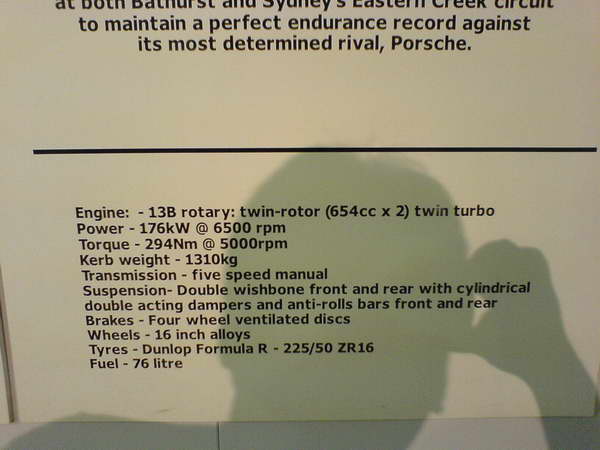 at both Bathurst and Sydney's Eastern Creek circuit
to maintain a perfect endurance record against
its most determined rival, Porsche.
Engine: - 13B rotary: twin-rotor (654cc x 2) twin turbo
Power - 176kW @ 6500 rpm
Torque - 294Nm @ 5000rpm
Kerb weight - 1310kg
Transmission - five speed manual
Suspension- Double wishbone front and rear with cylindrical
double acting dampers and anti-rolls bars front and rear
Brakes - Four wheel ventilated discs
Wheels - 16 inch alloys
Tyres - Dunlop Formula R - 225/50 ZR16
Fuel - 76 litre